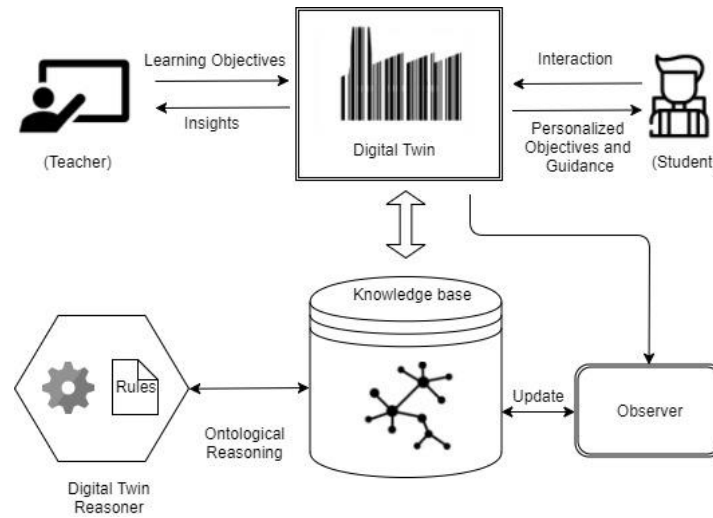 Learning Objectives
Insights
(Teacher)
Digital Twin
Interaction
Personalized
Objectives and
Guidance
(Student)
Knowledge base
Rules
Ontological
Reasoning
Update
Observer
Digital Twin
Reasoner